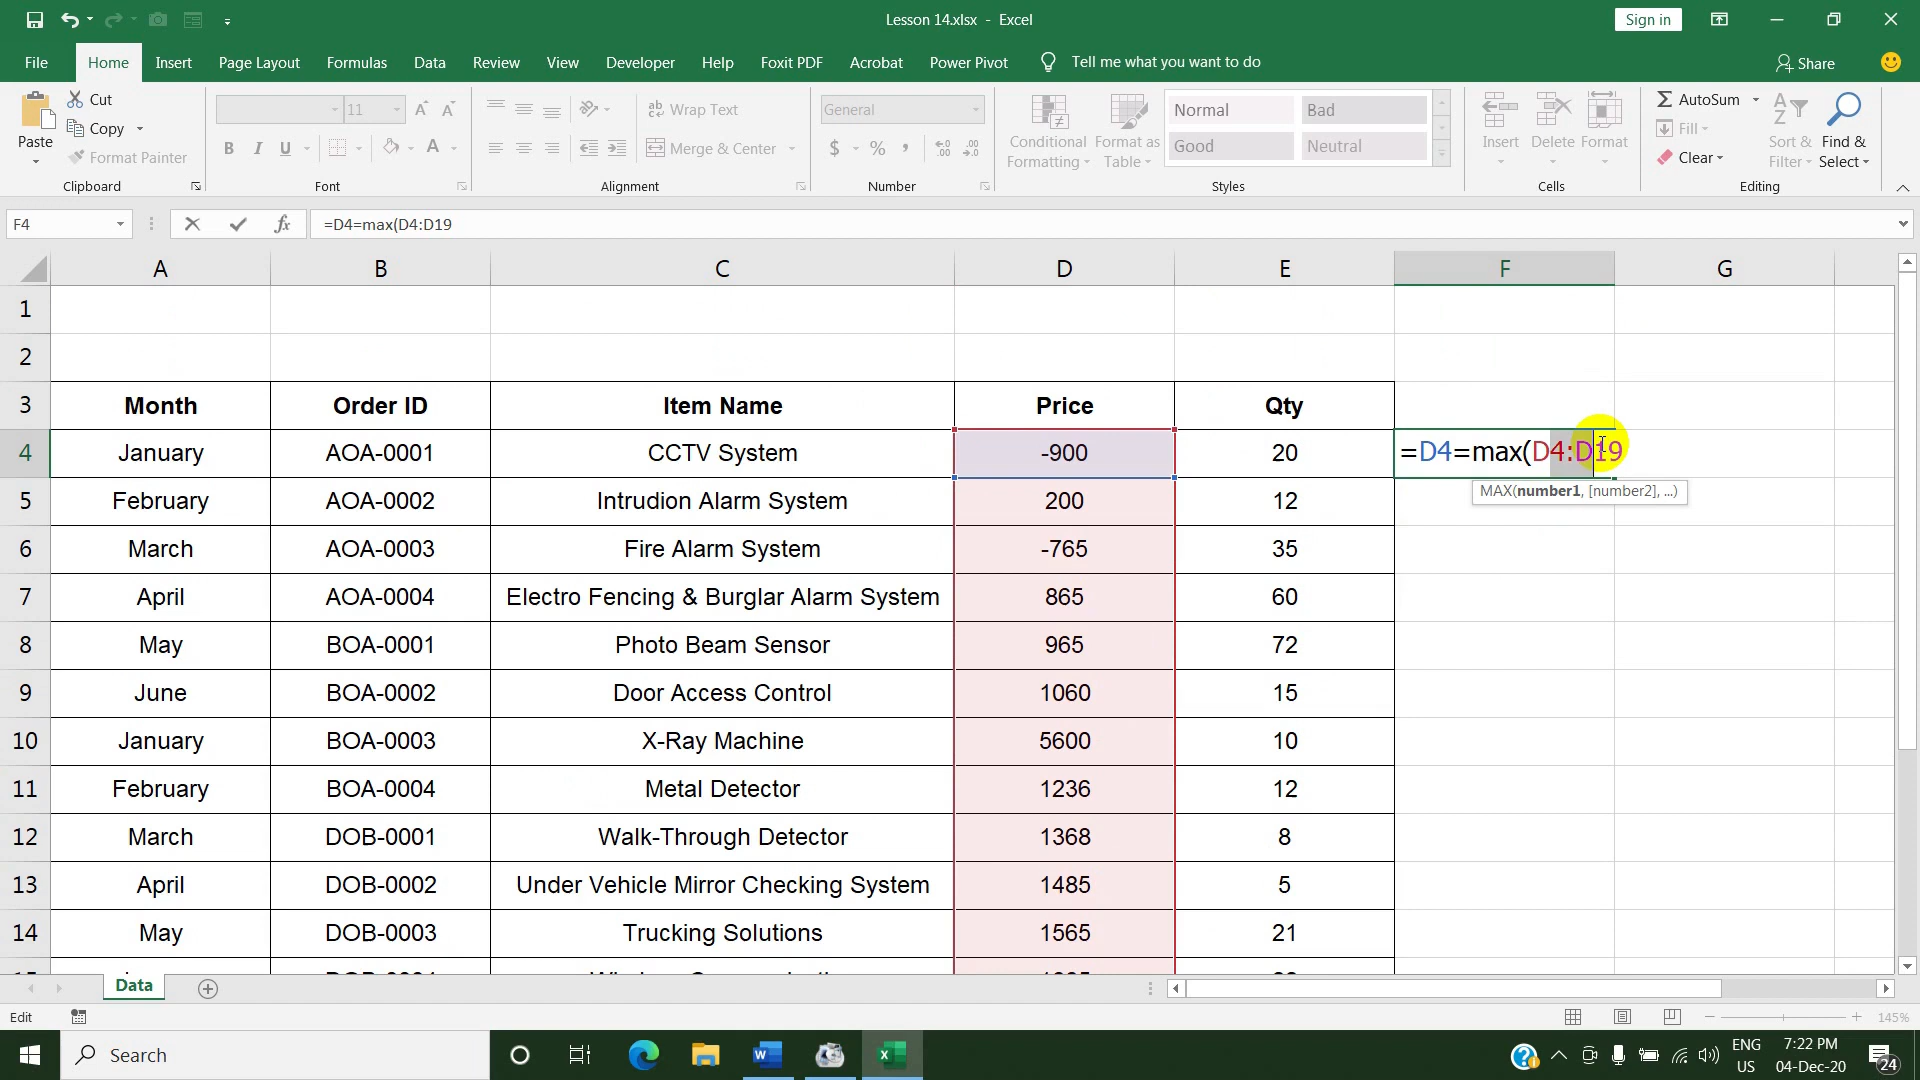 Lesson 14.xlsx - Excel
Sign in
File Home Insert Page Layout Formulas Data Review View Developer Help Foxit PDF Acrobat Power Pivot Tell me what you want to do Share
Paste
Cut
Copy
Format Painter
Clipboard
11
B I U
A
Font
Wrap Text
Merge & Center
Alignment
General
$ % ,
Number
Conditional Formatting
Format as Table
Normal Bad
Good Neutral
Styles
Insert Delete Format
Cells
AutoSum
Fill
Clear
Sort & Filter
Find & Select
Editing
F4 fx =D4=max(D4:D19
A B C D E F G
1
2
3 Month Order ID Item Name Price Qty
4 January AOA-0001 CCTV System -900 20 =D4=max(D4:D19
MAX(number1, [number2], ...)
5 February AOA-0002 Intrudion Alarm System 200 12
6 March AOA-0003 Fire Alarm System -765 35
7 April AOA-0004 Electro Fencing & Burglar Alarm System 865 60
8 May BOA-0001 Photo Beam Sensor 965 72
9 June BOA-0002 Door Access Control 1060 15
10 January BOA-0003 X-Ray Machine 5600 10
11 February BOA-0004 Metal Detector 1236 12
12 March DOB-0001 Walk-Through Detector 1368 8
13 April DOB-0002 Under Vehicle Mirror Checking System 1485 5
14 May DOB-0003 Trucking Solutions 1565 21
Data
Edit 145%
Search ENG 7:22 PM
US 04-Dec-20 24